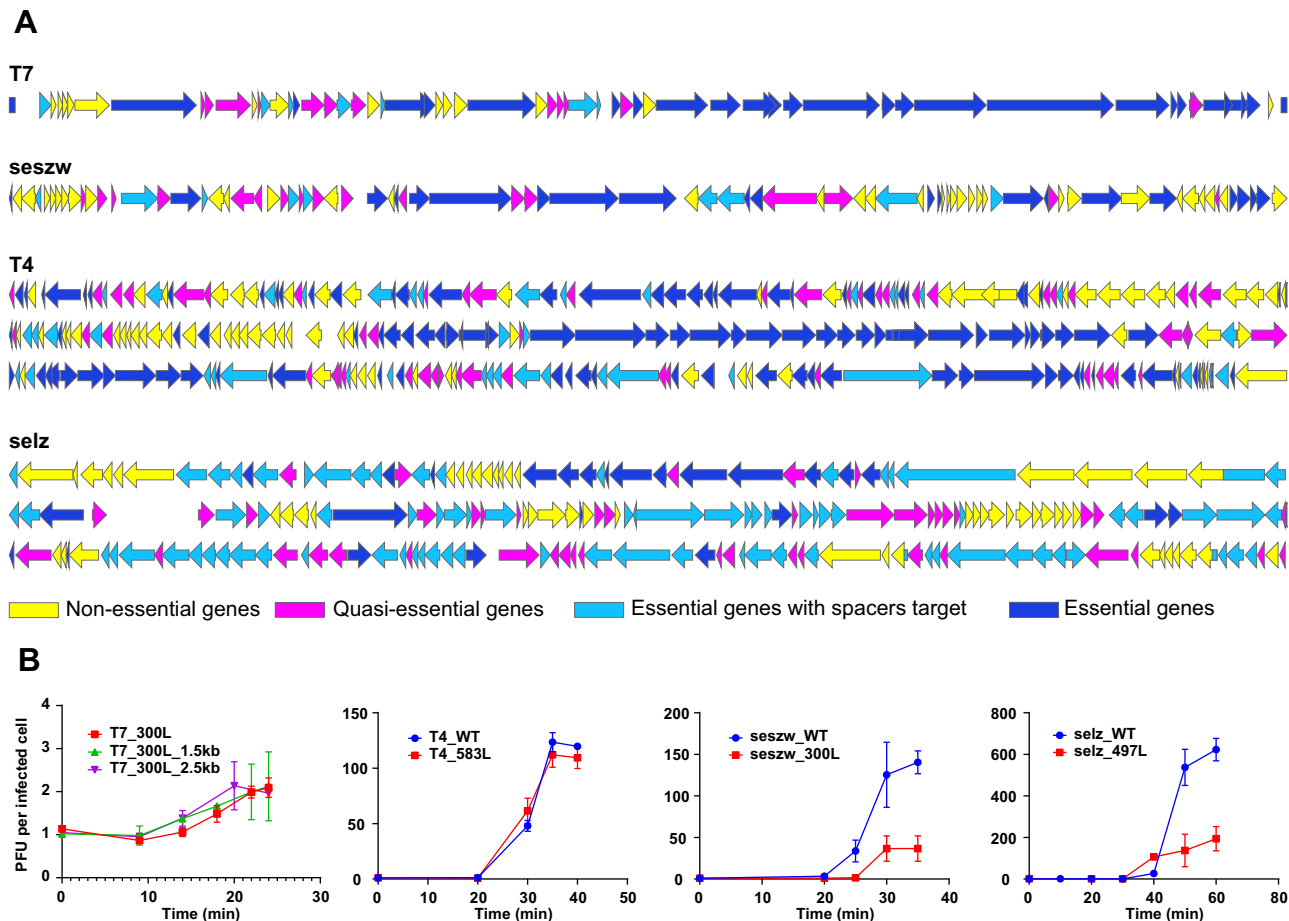 A
T7
seszw
T4
selz
Non-essential genes Quasi-essential genes Essential genes with spacers target Essential genes
B
PFU per infected cell
4
3
2
1
0
0 10 20 30
Time (min)
T7_300L
T7_300L_1.5kb
T7_300L_2.5kb
150
100
50
0
0 10 20 30 40 50
Time (min)
T4_WT
T4_583L
200
150
100
50
0
0 10 20 30 40
Time (min)
seszw_WT
seszw_300L
800
600
400
200
0
0 20 40 60 80
Time (min)
selz_WT
selz_497L